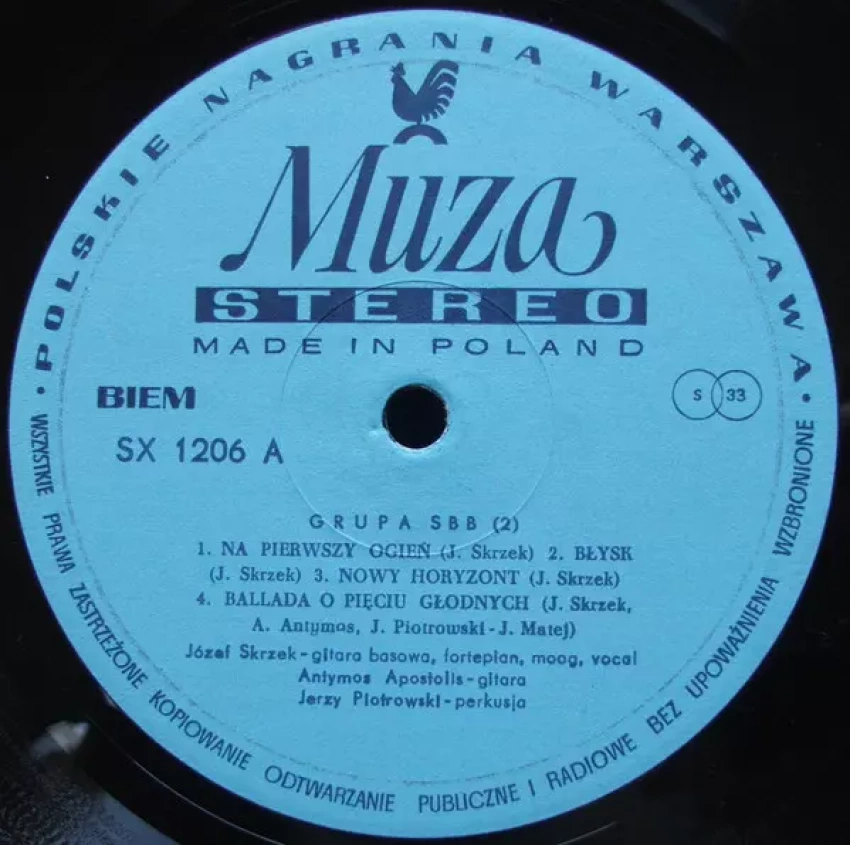 • POLSKIE NAGRANIA WARSZAWA •
Muza
STEREO
MADE IN POLAND
BIEM
S 33
SX 1206 A
GRUPA SBB (2)
1. NA PIERWSZY OGIEŃ (J. Skrzek) 2. BŁYSK
(J. Skrzek) 3. NOWY HORYZONT (J. Skrzek)
4. BALLADA O PIĘCIU GŁODNYCH (J. Skrzek,
A. Antymos, J. Piotrowski-J. Matej)
Józef Skrzek-gitara basowa, fortepian, moog, vocal
Antymos Apostolis-gitara
Jerzy Piotrowski-perkusja
WSZYSTKIE PRAWA ZASTRZEŻONE KOPIOWANIE ODTWARZANIE PUBLICZNE I RADIOWE BEZ UPOWAŻNIENIA WZBRONIONE